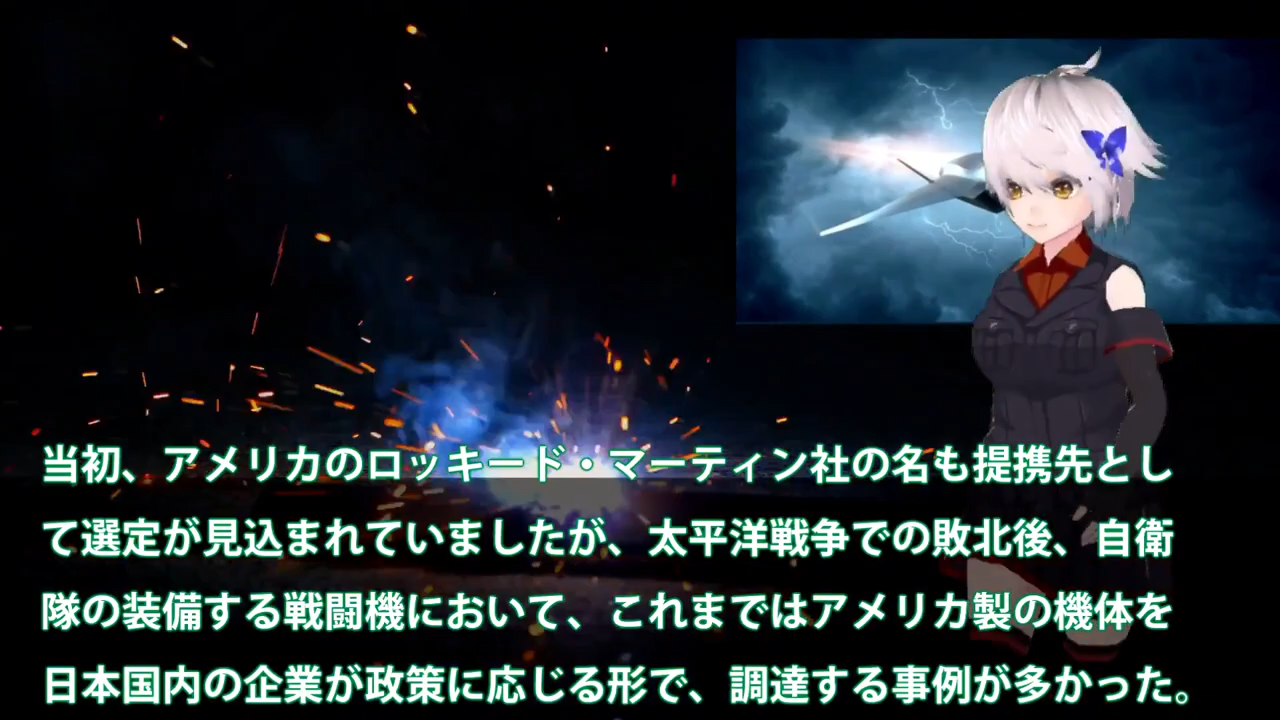 当初、アメリカのロッキード・マーティン社の名も提携先とし
て選定が見込まれていましたが、太平洋戦争での敗北後、自衛
隊の装備する戦闘機において、これまではアメリカ製の機体を
日本国内の企業が政策に応じる形で、調達する事例が多かった。